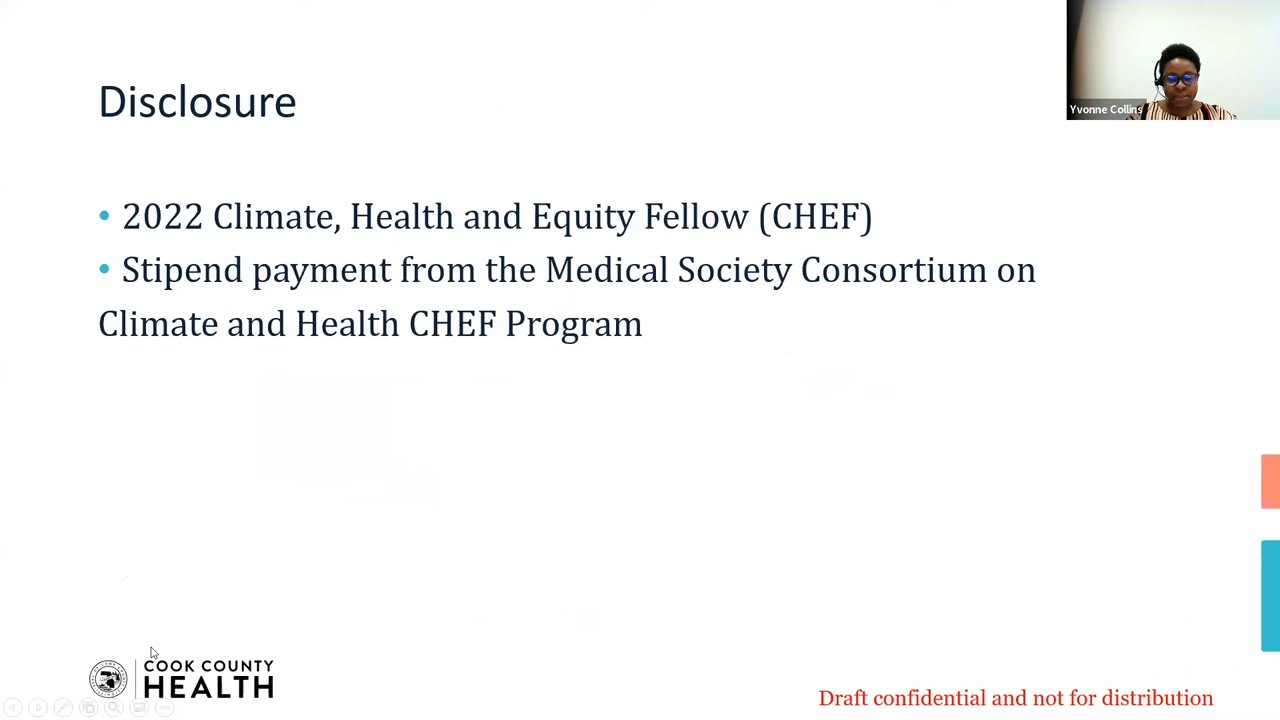 Disclosure
Yvonne Collins
• 2022 Climate, Health and Equity Fellow (CHEF)
• Stipend payment from the Medical Society Consortium on
Climate and Health CHEF Program
COOK COUNTY
HEALTH
Draft confidential and not for distribution